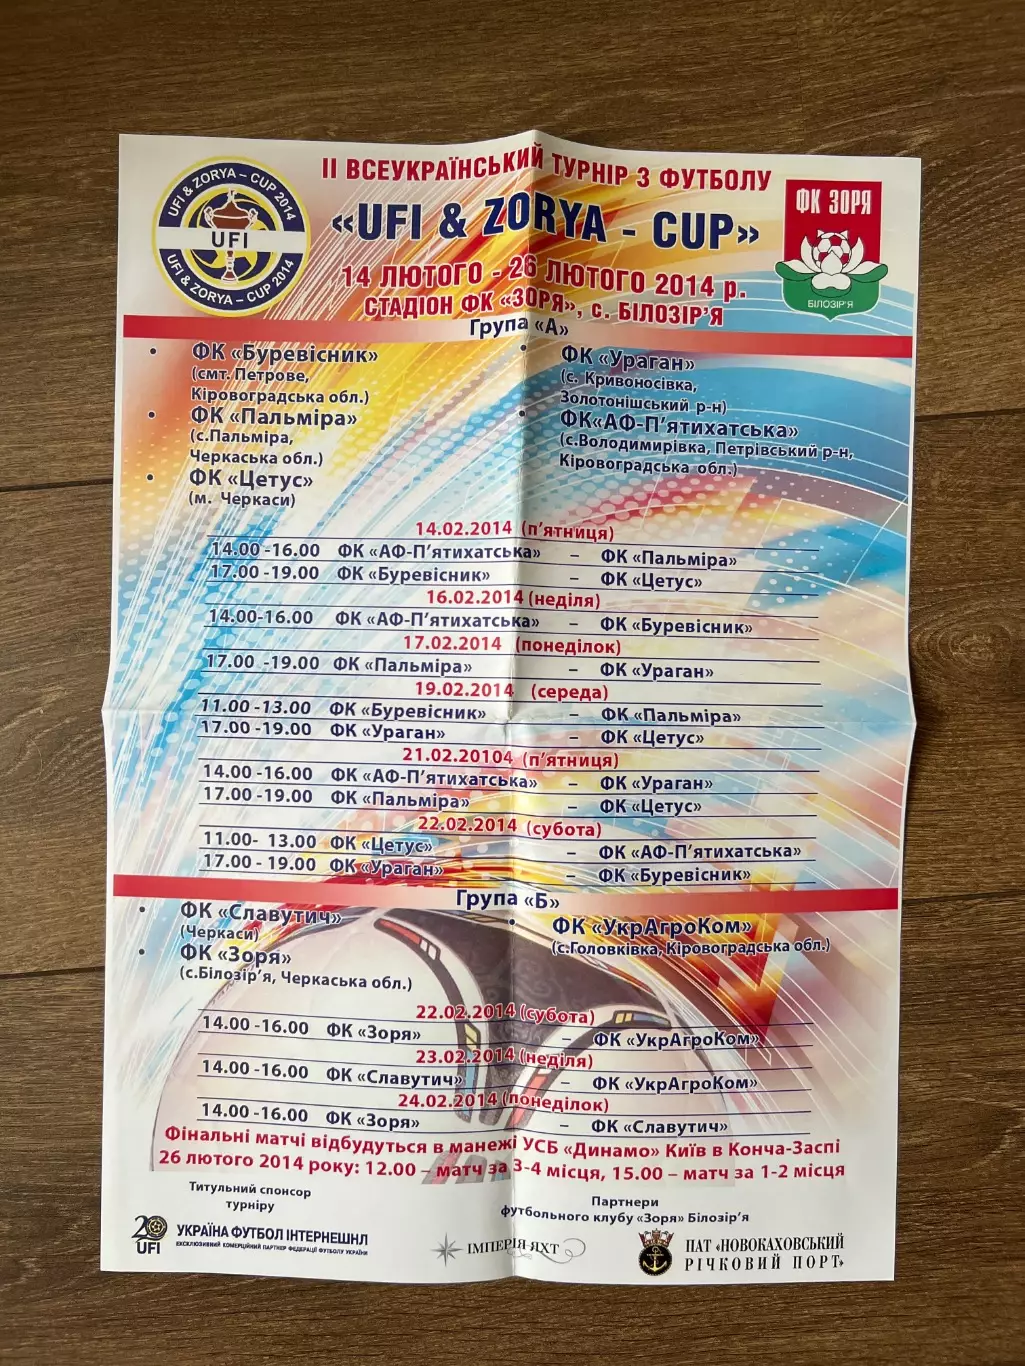 ІІ ВСЕУКРАЇНСЬКИЙ ТУРНІР З ФУТБОЛУ
«UFI & ZORYA - CUP»
14 ЛЮТОГО - 26 ЛЮТОГО 2014 р.
СТАДІОН ФК «ЗОРЯ», с. БІЛОЗІР'Я
UFI & ZORYA - CUP 2014
UFI
UFI & ZORYA - CUP 2014
ФК ЗОРЯ
БІЛОЗІР'Я
Група «А»
• ФК «Буревісник»
(смт. Петрове,
Кіровоградська обл.)
• ФК «Пальміра»
(с.Пальміра,
Черкаська обл.)
• ФК «Цетус»
(м. Черкаси)
• ФК «Ураган»
(с. Кривоносівка,
Золотонішський р-н)
• ФК«АФ-П'ятихатська»
(с.Володимирівка, Петрівський р-н,
Кіровоградська обл.)
14.02.2014 (п'ятниця)
14.00 -16.00 ФК «АФ-П'ятихатська» – ФК «Пальміра»
17.00 -19.00 ФК «Буревісник» – ФК «Цетус»
16.02.2014 (неділя)
14.00-16.00 ФК «АФ-П'ятихатська» – ФК «Буревісник»
17.02.2014 (понеділок)
17.00 -19.00 ФК «Пальміра» – ФК «Ураган»
19.02.2014 (середа)
11.00 -13.00 ФК «Буревісник» – ФК «Пальміра»
17.00 -19.00 ФК «Ураган» – ФК «Цетус»
21.02.20104 (п'ятниця)
14.00 -16.00 ФК «АФ-П'ятихатська» – ФК «Ураган»
17.00 -19.00 ФК «Пальміра» – ФК «Цетус»
22.02.2014 (субота)
11.00- 13.00 ФК «Цетус» – ФК «АФ-П'ятихатська»
17.00 - 19.00 ФК «Ураган» – ФК «Буревісник»
Група «Б»
• ФК «Славутич»
(Черкаси)
• ФК «Зоря»
(с.Білозір'я, Черкаська обл.)
• ФК «УкрАгроКом»
(с.Головківка, Кіровоградська обл.)
22.02.2014 (субота)
14.00 -16.00 ФК «Зоря» – ФК «УкрАгроКом»
23.02.2014 (неділя)
14.00 -16.00 ФК «Славутич» – ФК «УкрАгроКом»
24.02.2014 (понеділок)
14.00 -16.00 ФК «Зоря» – ФК «Славутич»
Фінальні матчі відбудуться в манежі УСБ «Динамо» Київ в Конча-Заспі
26 лютого 2014 року: 12.00 – матч за 3-4 місця, 15.00 – матч за 1-2 місця
Титульний спонсор
турніру
Партнери
футбольного клубу «Зоря» Білозір'я
20
UFI
УКРАЇНА ФУТБОЛ ІНТЕРНЕШНЛ
ЕКСКЛЮЗИВНИЙ КОМЕРЦІЙНИЙ ПАРТНЕР ФЕДЕРАЦІЇ ФУТБОЛУ УКРАЇНИ
ІМПЕРІЯ ЯХТ
ПАТ «НОВОКАХОВСЬКИЙ
РІЧКОВИЙ ПОРТ»